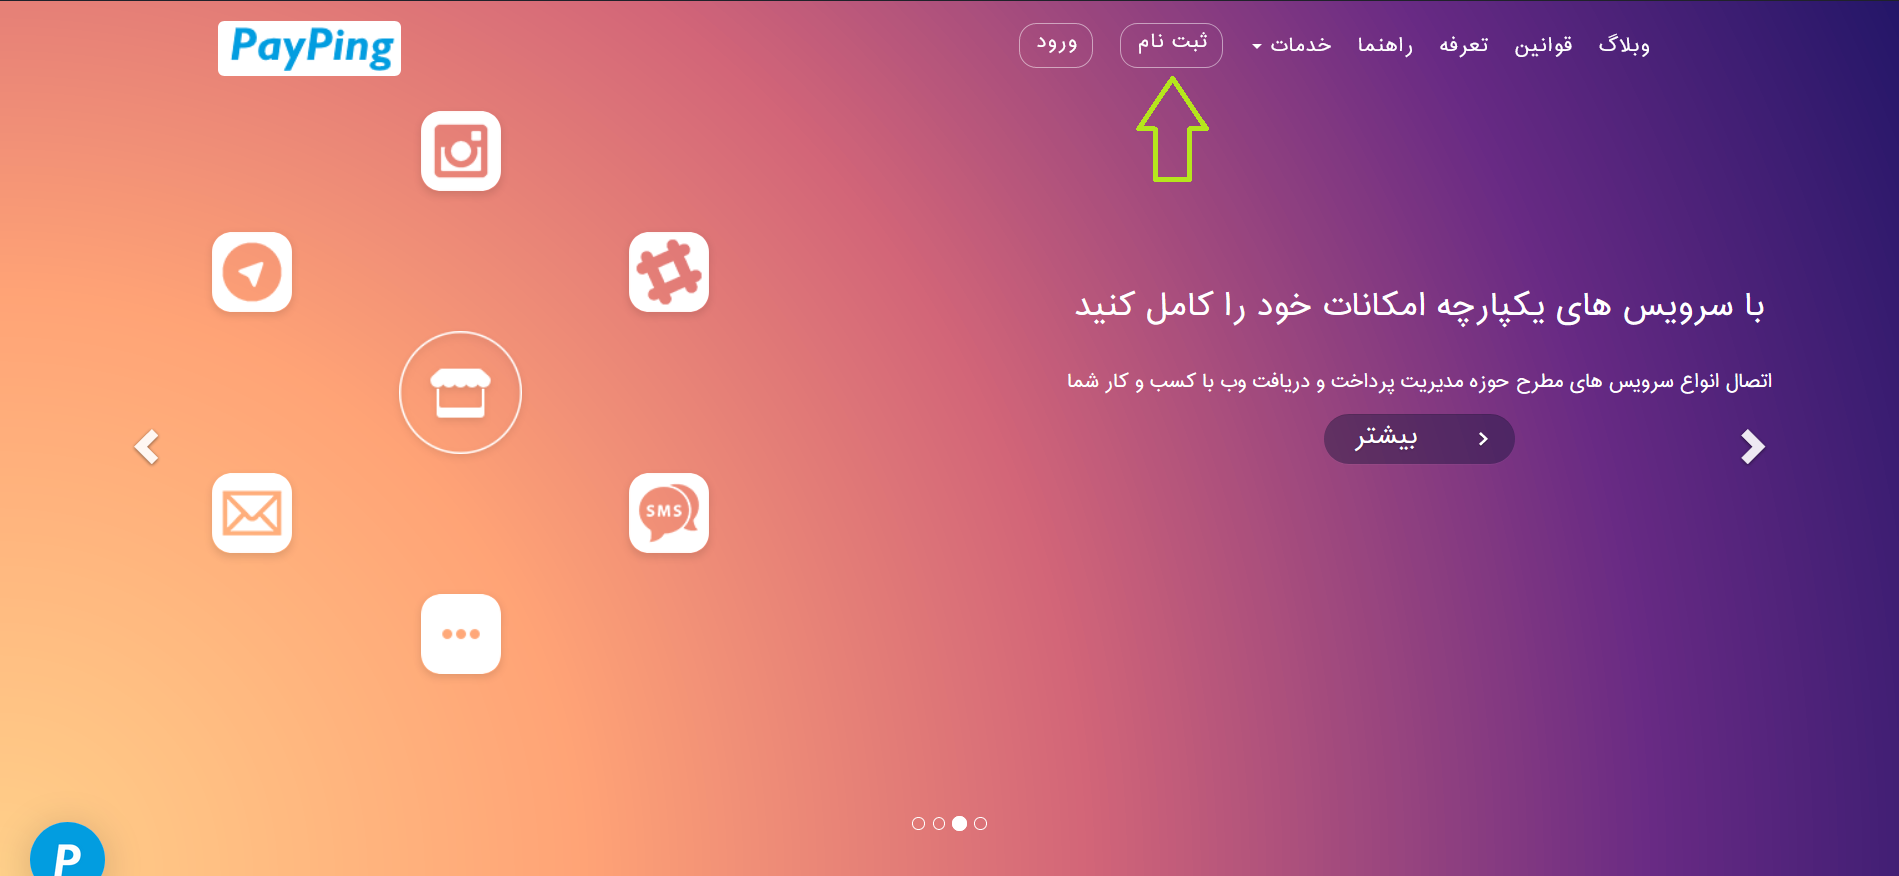 وبلاگ قوانین تعرفه راهنما خدمات ثبت نام ورود PayPing
با سرویس های یکپارچه امکانات خود را کامل کنید
اتصال انواع سرویس های مطرح حوزه مدیریت پرداخت و دریافت وب با کسب و کار شما
بیشتر
SMS
P